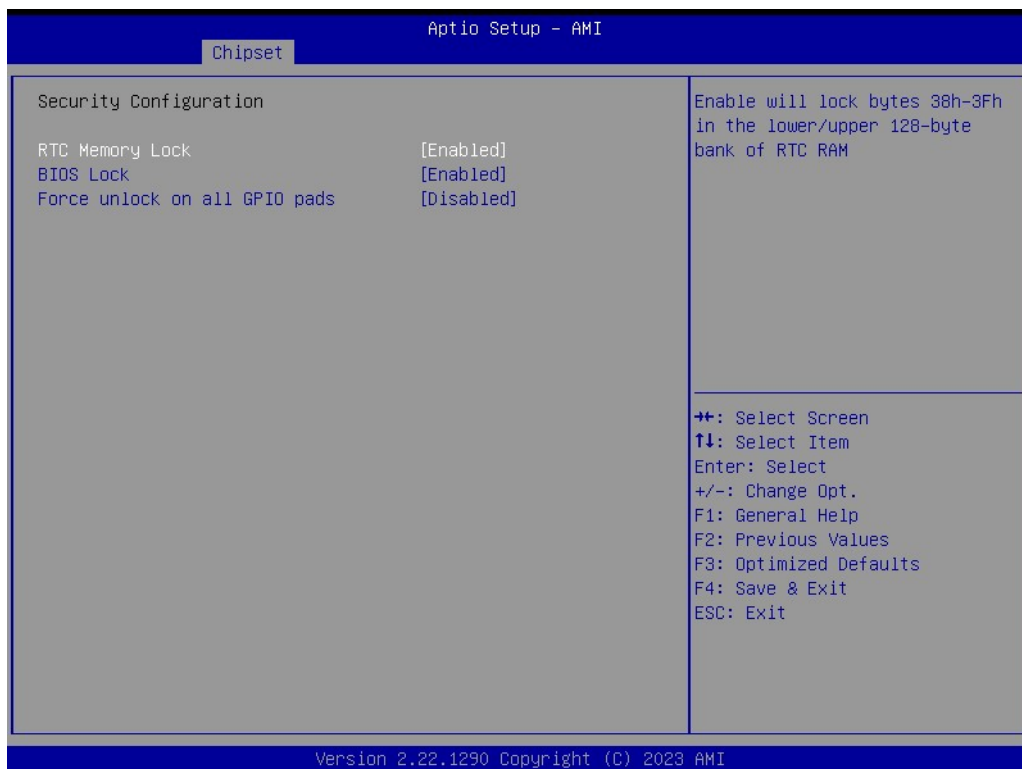 Aptio Setup - AMI
Chipset
Security Configuration
RTC Memory Lock [Enabled]
BIOS Lock [Enabled]
Force unlock on all GPIO pads [Disabled]
Enable will lock bytes 38h-3Fh
in the lower/upper 128-byte
bank of RTC RAM
→←: Select Screen
↑↓: Select Item
Enter: Select
+/-: Change Opt.
F1: General Help
F2: Previous Values
F3: Optimized Defaults
F4: Save & Exit
ESC: Exit
Version 2.22.1290 Copyright (C) 2023 AMI